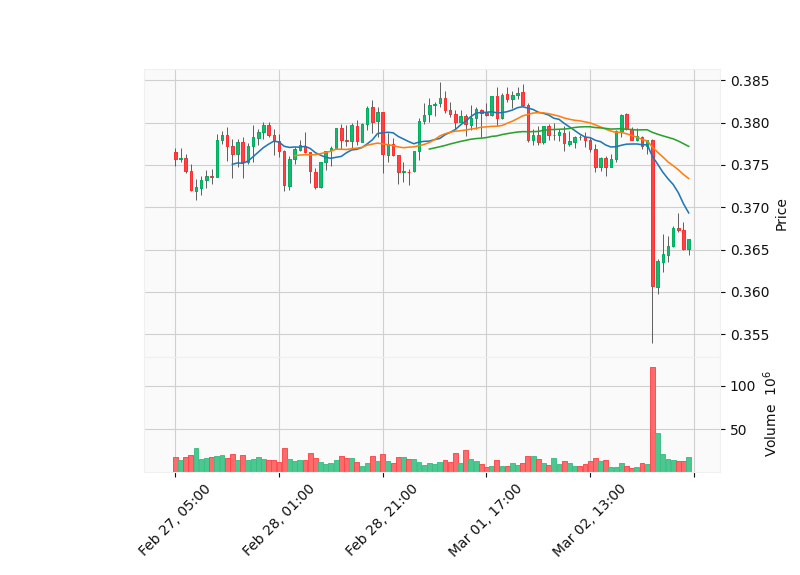 0.385
0.380
0.375
0.370
0.365
0.360
0.355
Price
100
50
Volume 10^6
Feb 27, 05:00
Feb 28, 01:00
Feb 28, 21:00
Mar 01, 17:00
Mar 02, 13:00